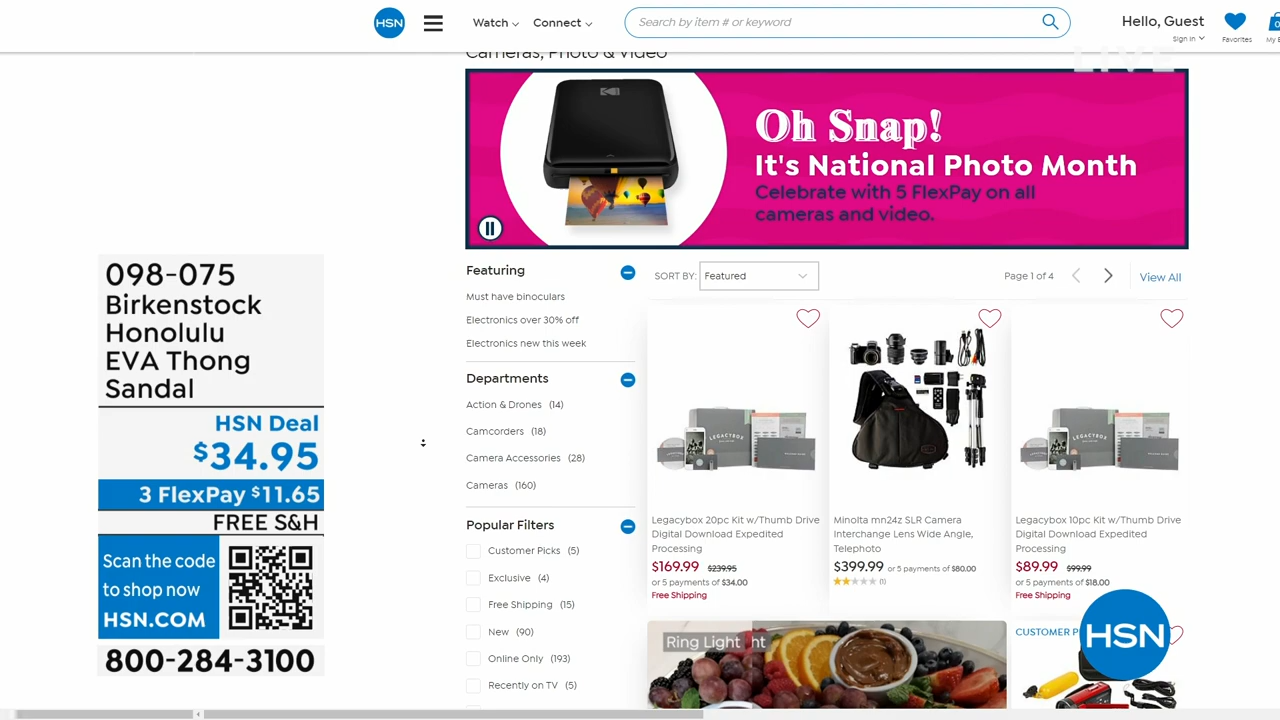 HSN
Watch
Connect
Search by item # or keyword
Hello, Guest
Sign In
Favorites
0
LIVE
Cameras, Photo & Video
Kodak
Oh Snap!
It's National Photo Month
Celebrate with 5 FlexPay on all
cameras and video.
098-075
Birkenstock
Honolulu
EVA Thong
Sandal
HSN Deal
$34.95
3 FlexPay $11.65
FREE S&H
Scan the code
to shop now
HSN.COM
800-284-3100
Featuring
Must have binoculars
Electronics over 30% off
Electronics new this week
Departments
Action & Drones (14)
Camcorders (18)
Camera Accessories (28)
Cameras (160)
Popular Filters
Customer Picks (5)
Exclusive (4)
Free Shipping (15)
New (90)
Online Only (193)
Recently on TV (5)
SORT BY: Featured
Page 1 of 4
View All
LEGACYBOX
Legacybox 20pc Kit w/Thumb Drive
Digital Download Expedited
Processing
$169.99 $239.95
or 5 payments of $34.00
Free Shipping
Minolta mn24z SLR Camera
Interchange Lens Wide Angle,
Telephoto
$399.99 or 5 payments of $80.00
(1)
LEGACYBOX
Legacybox 10pc Kit w/Thumb Drive
Digital Download Expedited
Processing
$89.99 $99.99
or 5 payments of $18.00
Free Shipping
Ring Light
CUSTOMER
HSN